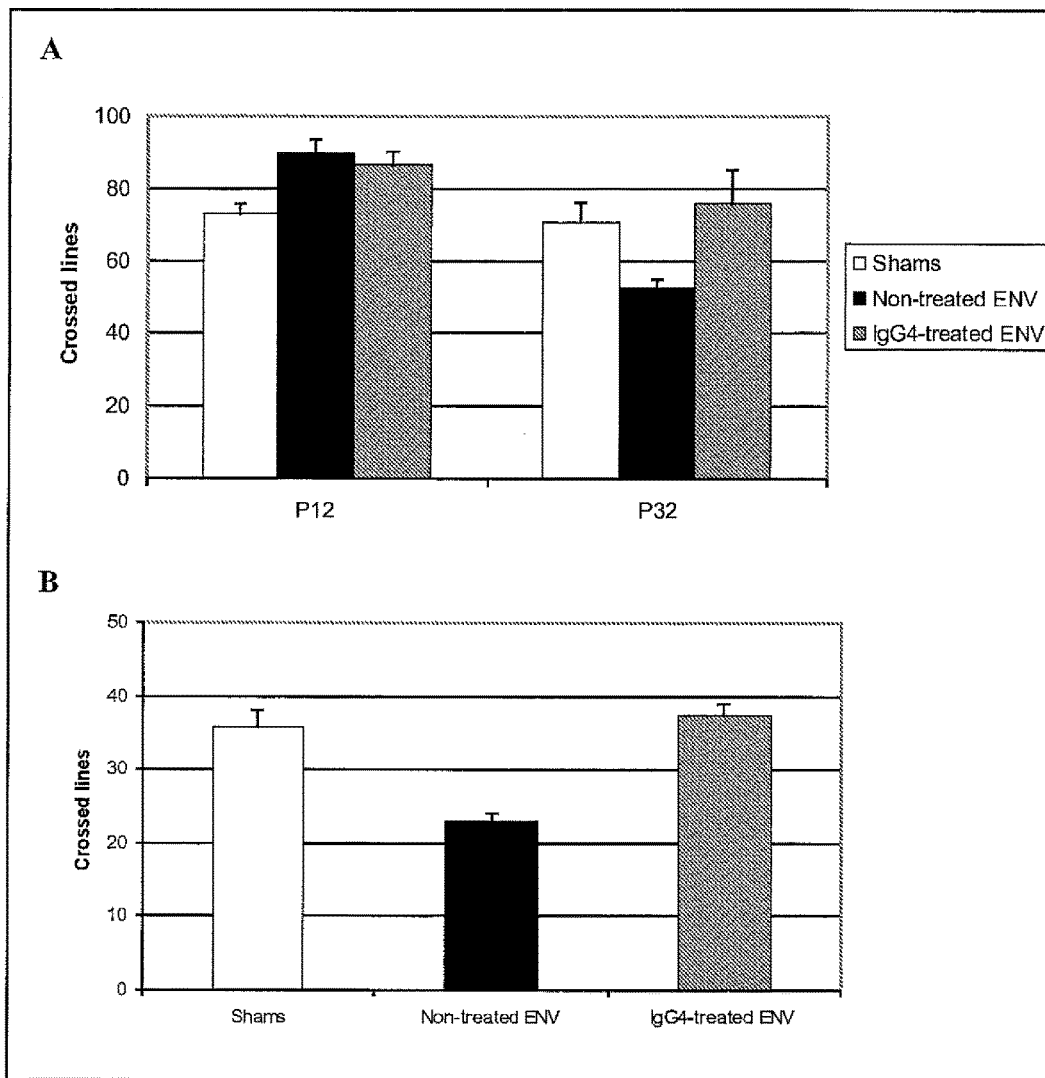 A
100
80
60
40
20
0
Crossed lines
P12
P32
Shams
Non-treated ENV
IgG4-treated ENV
B
50
40
30
20
10
0
Crossed lines
Shams
Non-treated ENV
IgG4-treated ENV